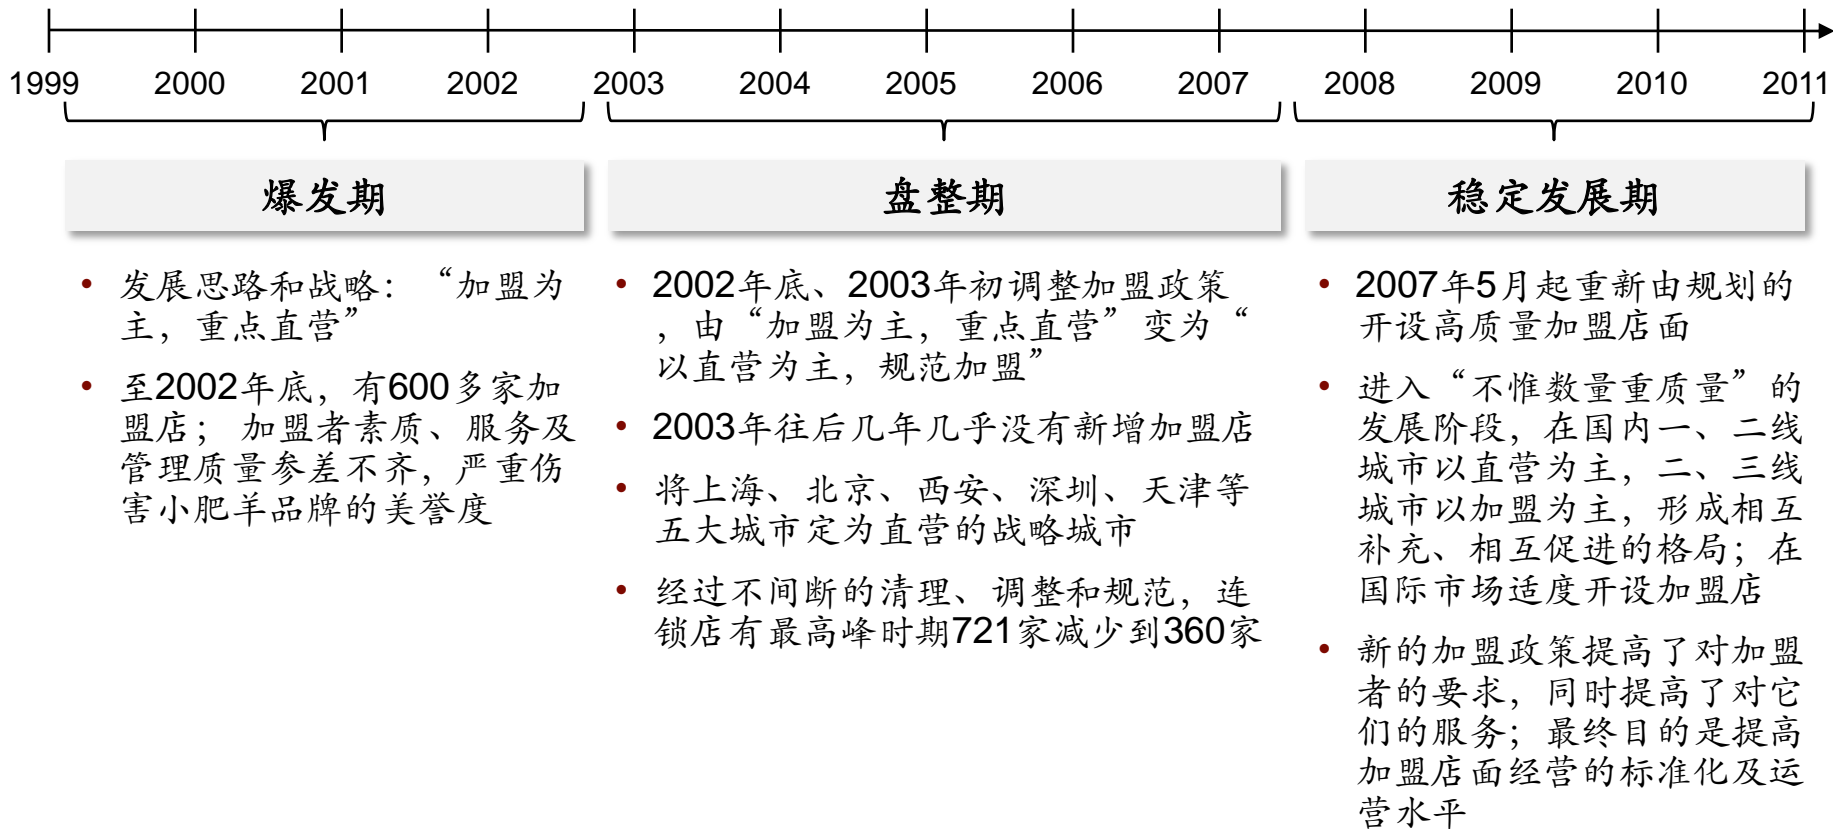 1999 2000 2001 2002 2003 2004 2005 2006 2007 2008 2009 2010 2011
爆发期
• 发展思路和战略：“加盟为
主，重点直营”
• 至2002年底，有600多家加
盟店； 加盟者素质、服务及
管理质量参差不齐，严重伤
害小肥羊品牌的美誉度
盘整期
• 2002年底、2003年初调整加盟政策
，由“加盟为主，重点直营”变为“
以直营为主，规范加盟”
• 2003年往后几年几乎没有新增加盟店
• 将上海、北京、西安、深圳、天津等
五大城市定为直营的战略城市
• 经过不间断的清理、调整和规范，连
锁店有最高峰时期721家减少到360家
稳定发展期
• 2007年5月起重新由规划的
开设高质量加盟店面
• 进入“不惟数量重质量”的
发展阶段，在国内一、二线
城市以直营为主，二、三线
城市以加盟为主，形成相互
补充、相互促进的格局；在
国际市场适度开设加盟店
• 新的加盟政策提高了对加盟
者的要求，同时提高了对它
们的服务；最终目的是提高
加盟店面经营的标准化及运
营水平